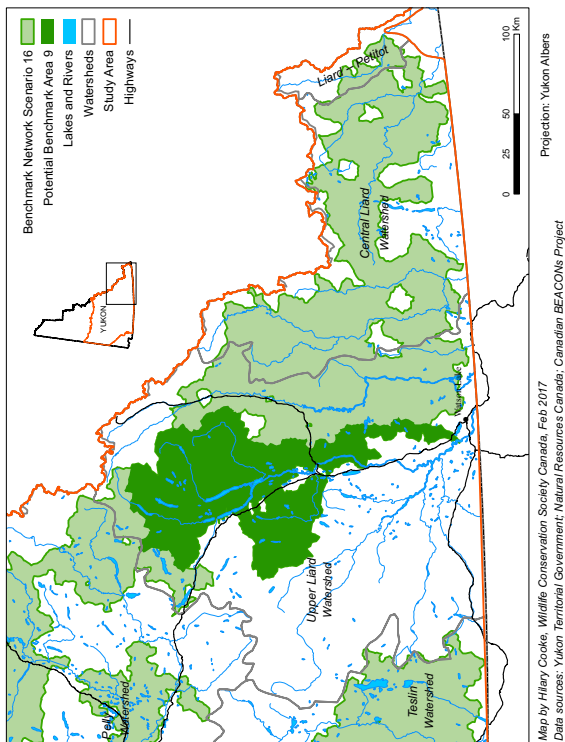 Benchmark Network Scenario 16
Potential Benchmark Area 9
Lakes and Rivers
Watersheds
Study Area
Highways
YUKON
Liard – Petitot
Central Liard
Watershed
Watson Lake
Upper Liard
Watershed
Pelly
Watershed
Teslin
Watershed
0 25 50 100
Km
Projection: Yukon Albers
Map by Hilary Cooke, Wildlife Conservation Society Canada, Feb 2017
Data sources: Yukon Territorial Government; Natural Resources Canada; Canadian BEACONs Project